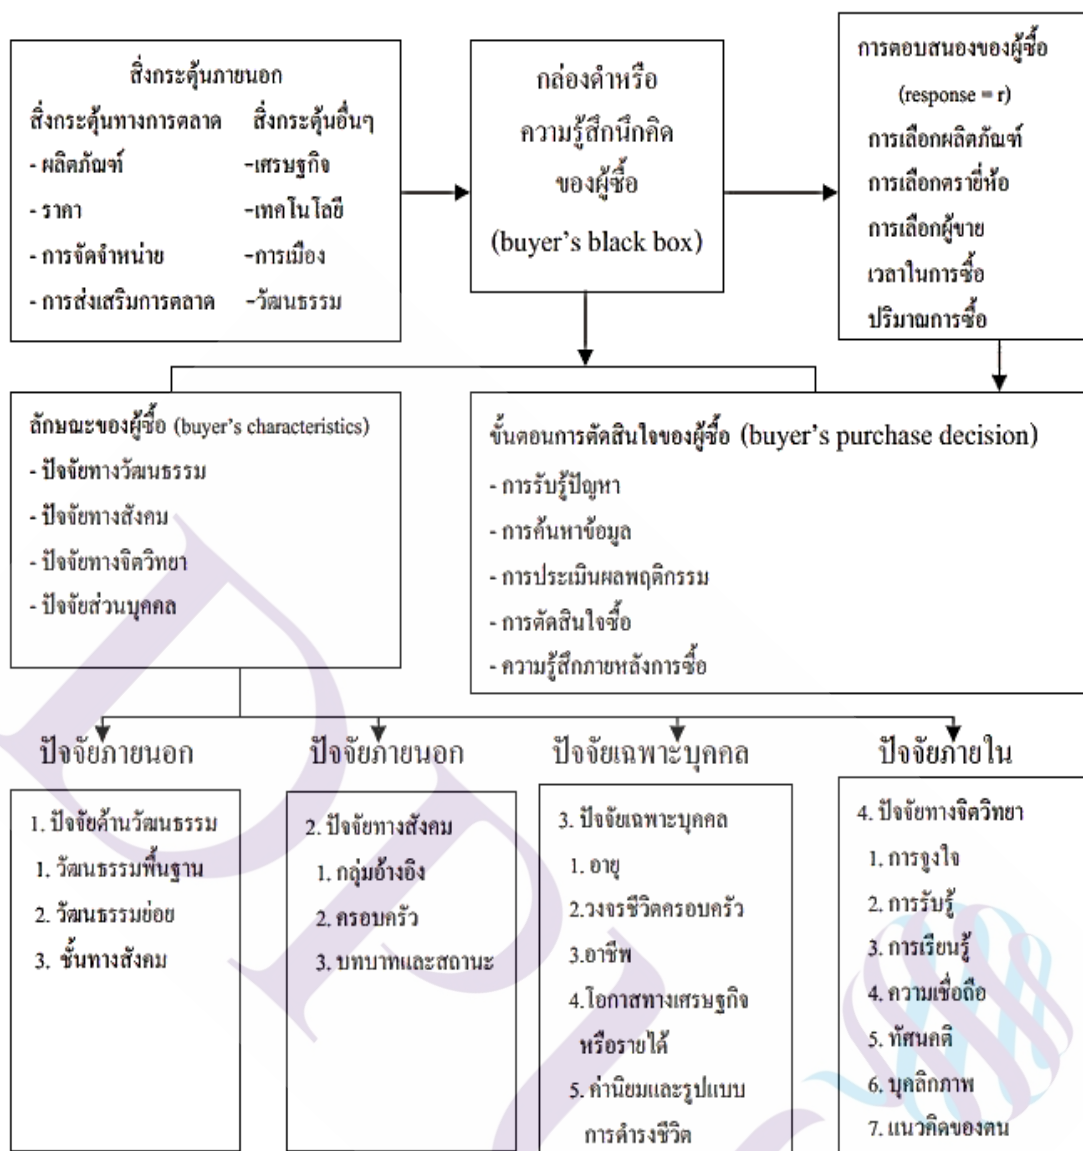 สิ่งกระตุ้นภายนอก
สิ่งกระตุ้นทางการตลาด สิ่งกระตุ้นอื่นๆ
- ผลิตภัณฑ์ -เศรษฐกิจ
- ราคา -เทคโนโลยี
- การจัดจำหน่าย -การเมือง
- การส่งเสริมการตลาด -วัฒนธรรม
กล่องดำหรือ
ความรู้สึกนึกคิด
ของผู้ซื้อ
(buyer's black box)
การตอบสนองของผู้ซื้อ
(response = r)
การเลือกผลิตภัณฑ์
การเลือกตรายี่ห้อ
การเลือกผู้ขาย
เวลาในการซื้อ
ปริมาณการซื้อ
ลักษณะของผู้ซื้อ (buyer's characteristics)
- ปัจจัยทางวัฒนธรรม
- ปัจจัยทางสังคม
- ปัจจัยทางจิตวิทยา
- ปัจจัยส่วนบุคคล
ขั้นตอนการตัดสินใจของผู้ซื้อ (buyer's purchase decision)
- การรับรู้ปัญหา
- การค้นหาข้อมูล
- การประเมินผลพฤติกรรม
- การตัดสินใจซื้อ
- ความรู้สึกภายหลังการซื้อ
ปัจจัยภายนอก
1. ปัจจัยด้านวัฒนธรรม
1. วัฒนธรรมพื้นฐาน
2. วัฒนธรรมย่อย
3. ชั้นทางสังคม
ปัจจัยภายนอก
2. ปัจจัยทางสังคม
1. กลุ่มอ้างอิง
2. ครอบครัว
3. บทบาทและสถานะ
ปัจจัยเฉพาะบุคคล
3. ปัจจัยเฉพาะบุคคล
1. อายุ
2.วงจรชีวิตครอบครัว
3.อาชีพ
4.โอกาสทางเศรษฐกิจ
หรือรายได้
5. ค่านิยมและรูปแบบ
การดำรงชีวิต
ปัจจัยภายใน
4. ปัจจัยทางจิตวิทยา
1. การจูงใจ
2. การรับรู้
3. การเรียนรู้
4. ความเชื่อถือ
5. ทัศนคติ
6. บุคลิกภาพ
7. แนวคิดของตน